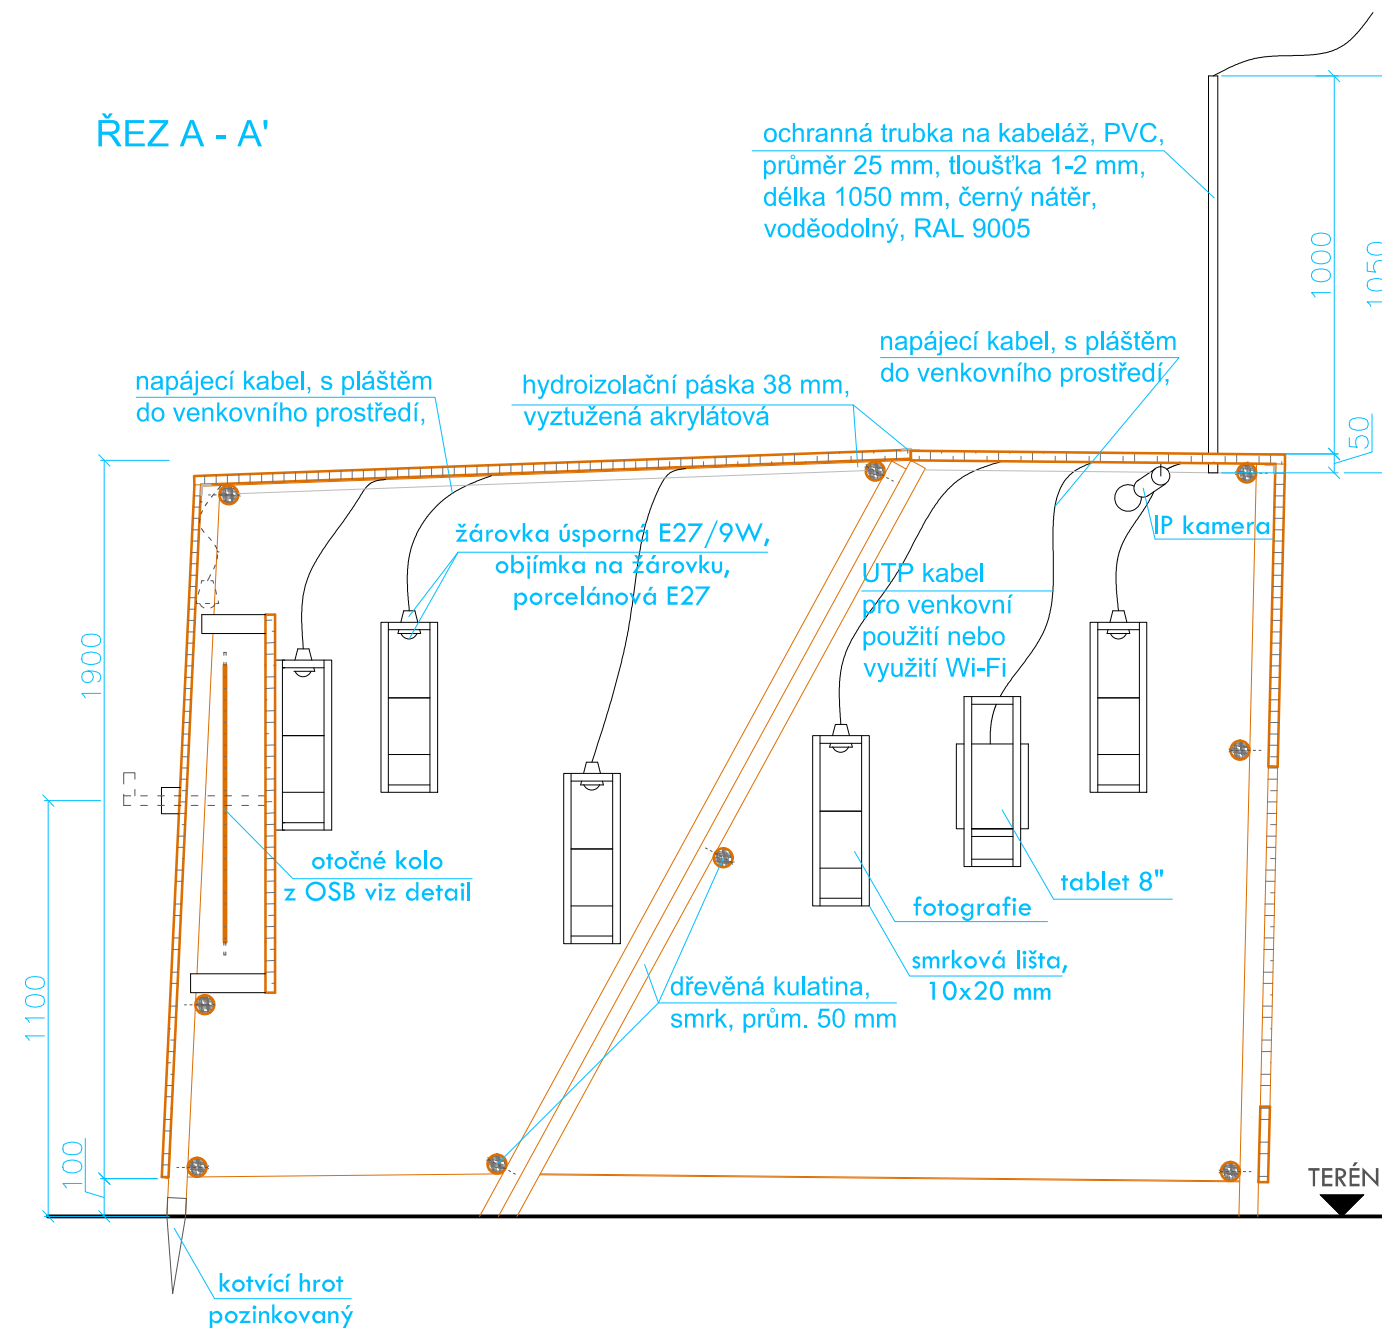 ŘEZ A - A'
ochranná trubka na kabeláž, PVC,
průměr 25 mm, tloušťka 1-2 mm,
délka 1050 mm, černý nátěr,
voděodolný, RAL 9005
1000
1050
50
napájecí kabel, s pláštěm
do venkovního prostředí,
hydroizolační páska 38 mm,
vyztužená akrylátová
napájecí kabel, s pláštěm
do venkovního prostředí,
žárovka úsporná E27/9W,
objímka na žárovku,
porcelánová E27
IP kamera
UTP kabel
pro venkovní
použití nebo
využití Wi-Fi
1900
otočné kolo
z OSB viz detail
tablet 8"
fotografie
smrková lišta,
10x20 mm
dřevěná kulatina,
smrk, prům. 50 mm
1100
100
TERÉN
kotvící hrot
pozinkovaný